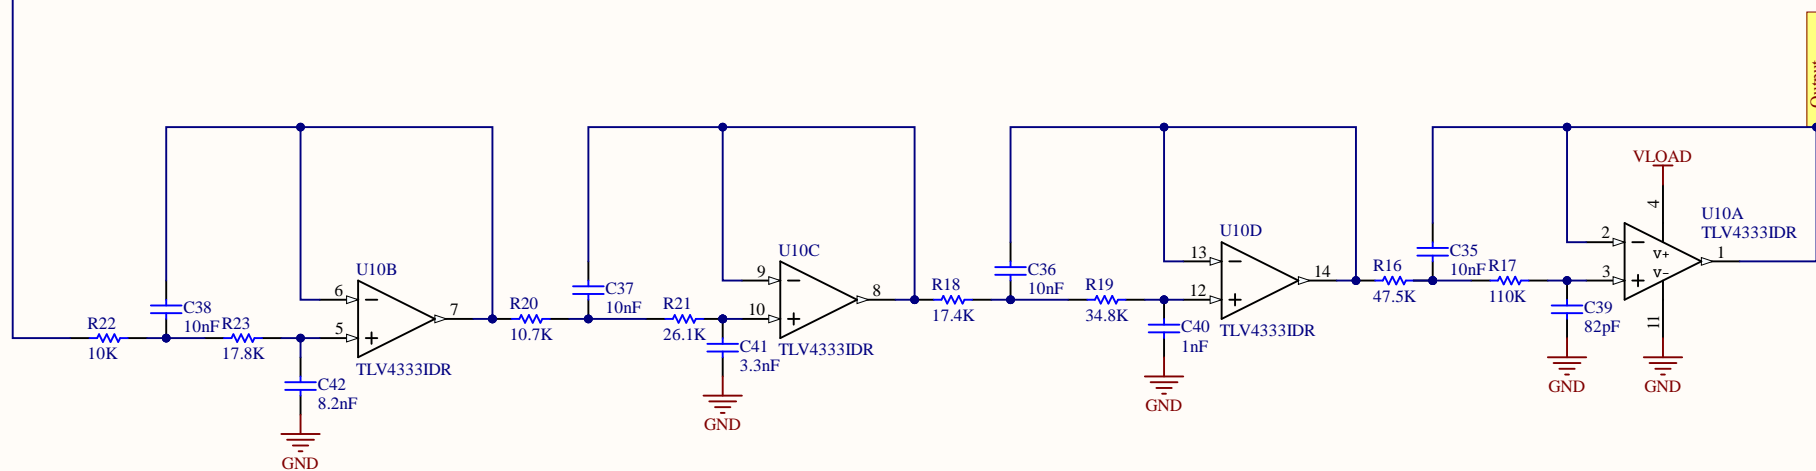 R22
10K
C38
10nF
R23
17.8K
C42
8.2nF
GND
U10B
6
5
7
TLV4333IDR
R20
10.7K
C37
10nF
R21
26.1K
C41
3.3nF
GND
U10C
9
10
8
TLV4333IDR
R18
17.4K
C36
10nF
R19
34.8K
C40
1nF
GND
U10D
13
12
14
TLV4333IDR
R16
47.5K
C35
10nF
R17
110K
C39
82pF
GND
VLOAD
4
2
3
V+
V-
11
1
GND
U10A
TLV4333IDR
Output